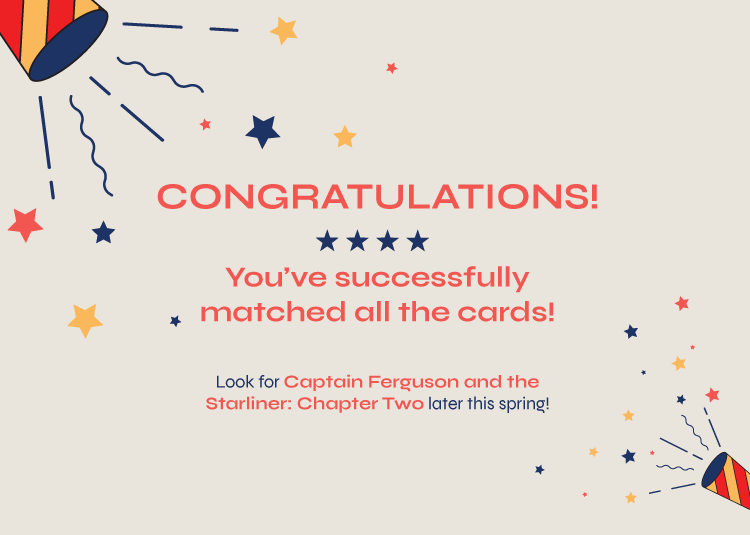 CONGRATULATIONS!
You’ve successfully
matched all the cards!
Look for Captain Ferguson and the
Starliner: Chapter Two later this spring!